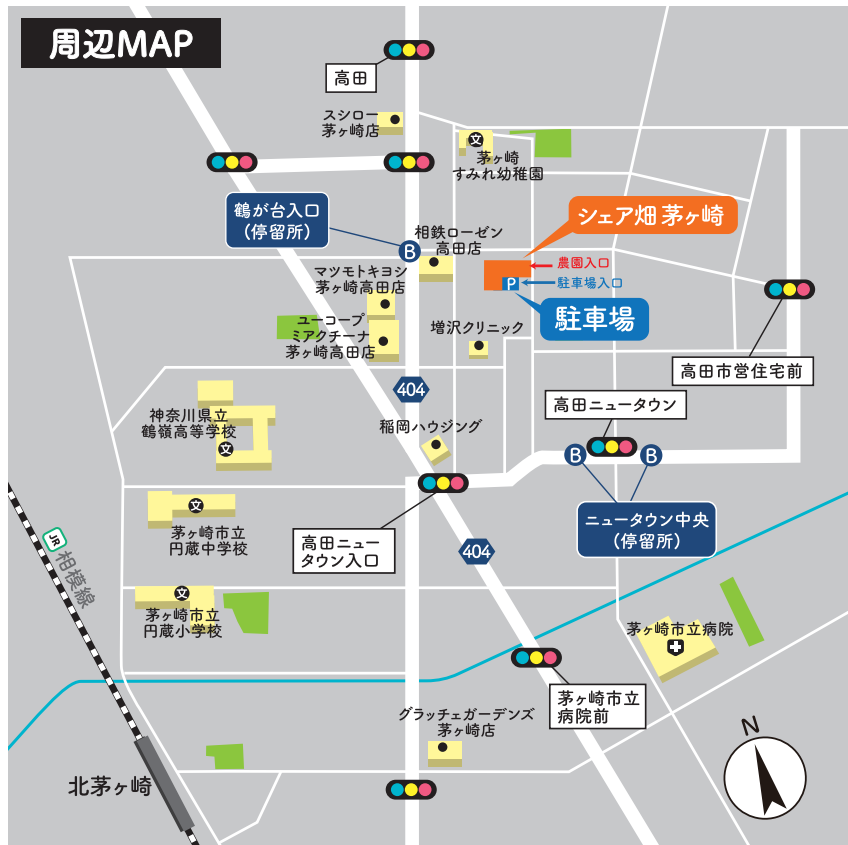 周辺MAP
高田
スシロー
茅ヶ崎店
文
茅ヶ崎
すみれ幼稚園
鶴が台入口
(停留所)
B
相鉄ローゼン
高田店
シェア畑 茅ヶ崎
農園入口
P
駐車場入口
駐車場
マツモトキヨシ
茅ヶ崎高田店
ユーコープ
ミアクチーナ
茅ヶ崎高田店
増沢クリニック
高田市営住宅前
404
高田ニュータウン
神奈川県立
鶴嶺高等学校
文
稲岡ハウジング
B
B
ニュータウン中央
(停留所)
文
茅ヶ崎市立
円蔵中学校
高田ニュー
タウン入口
404
JR
相模線
文
茅ヶ崎市立
円蔵小学校
茅ヶ崎市立病院
茅ヶ崎市立
病院前
グラッチェガーデンズ
茅ヶ崎店
北茅ヶ崎
N